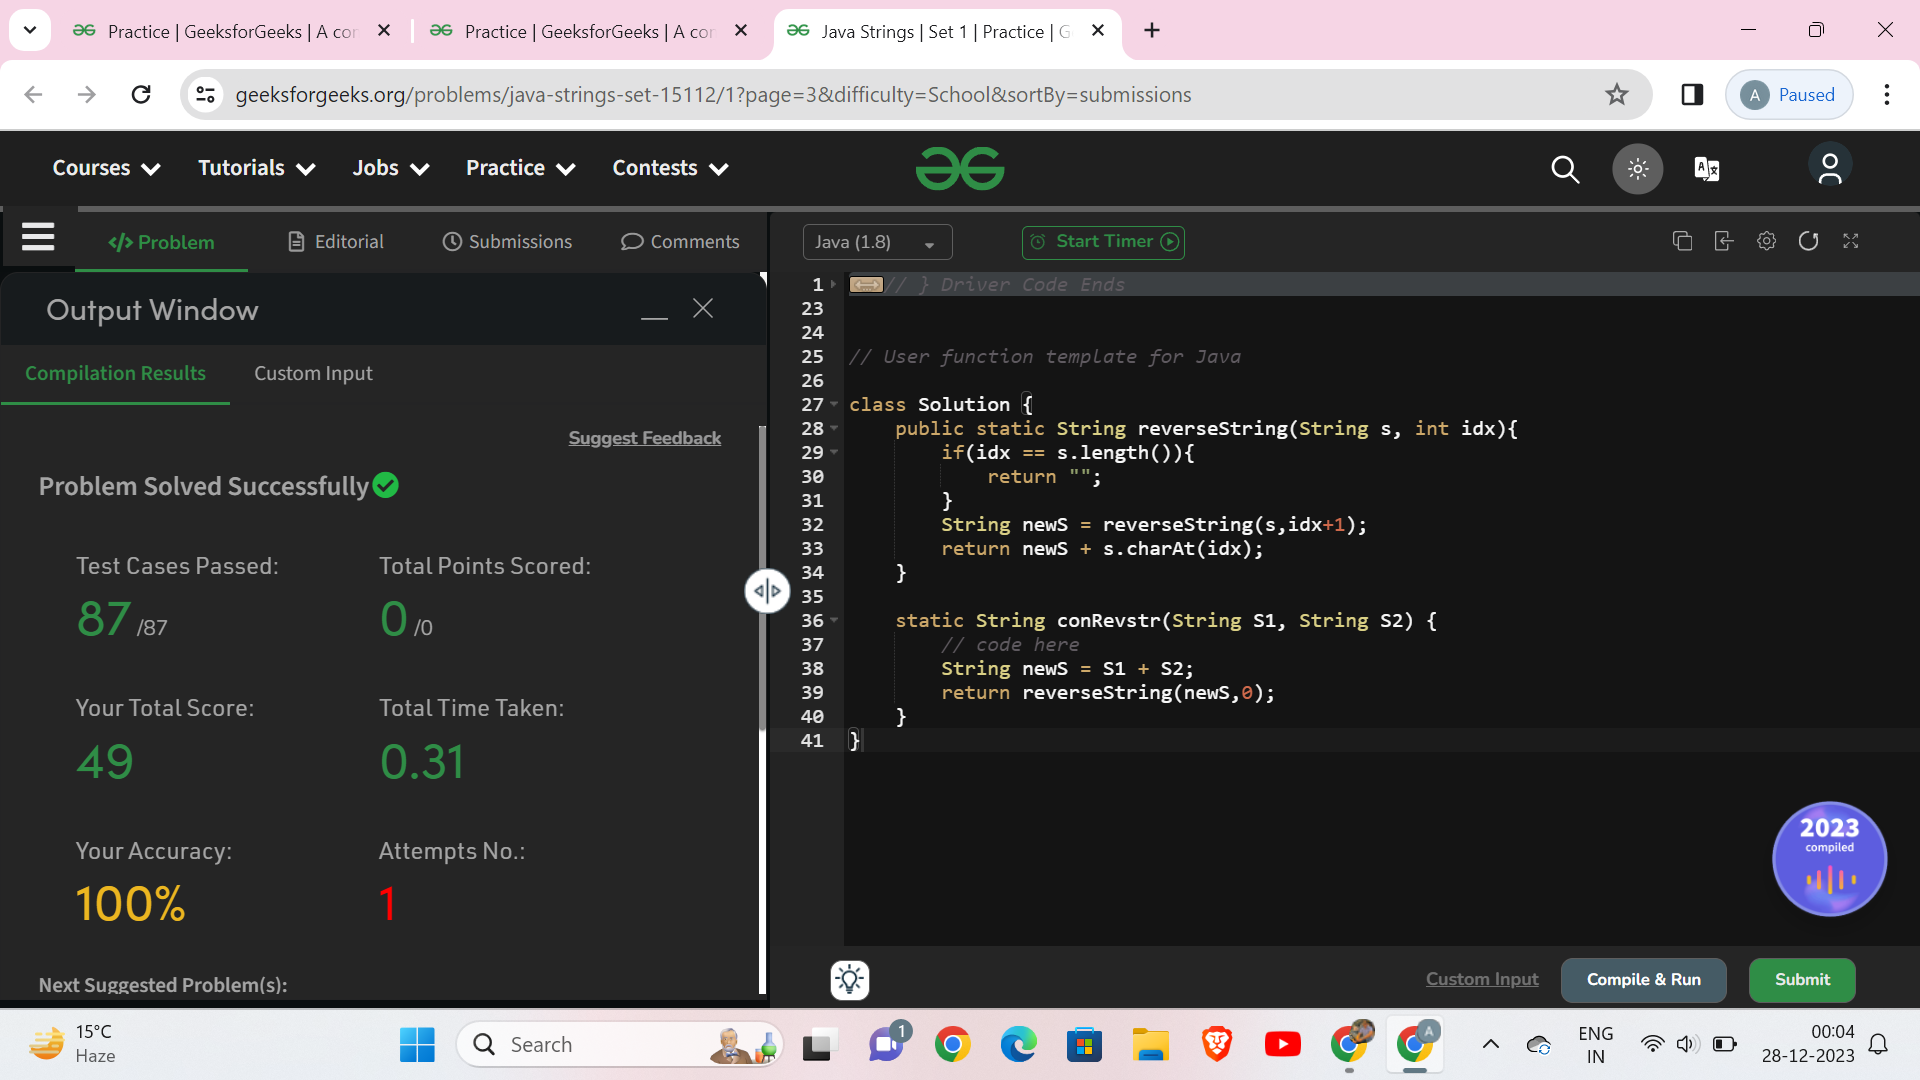 Practice | GeeksforGeeks | A cor
Practice | GeeksforGeeks | A cor
Java Strings | Set 1 | Practice | G
geeksforgeeks.org/problems/java-strings-set-15112/1?page=3&difficulty=School&sortBy=submissions
A Paused
Courses
Tutorials
Jobs
Practice
Contests
</> Problem
Editorial
Submissions
Comments
Java (1.8)
Start Timer
Output Window
Compilation Results
Custom Input
Suggest Feedback
Problem Solved Successfully
Test Cases Passed:
87 /87
Total Points Scored:
0 /0
Your Total Score:
49
Total Time Taken:
0.31
Your Accuracy:
100%
Attempts No.:
1
Next Suggested Problem(s):
1 // } Driver Code Ends
23
24
25 // User function template for Java
26
27 class Solution {
28 public static String reverseString(String s, int idx){
29 if(idx == s.length()){
30 return "";
31 }
32 String newS = reverseString(s,idx+1);
33 return newS + s.charAt(idx);
34 }
35
36 static String conRevstr(String S1, String S2) {
37 // code here
38 String newS = S1 + S2;
39 return reverseString(newS,0);
40 }
41 }
2023
compiled
Custom Input
Compile & Run
Submit
15°C
Haze
Search
1
A
ENG
IN
00:04
28-12-2023